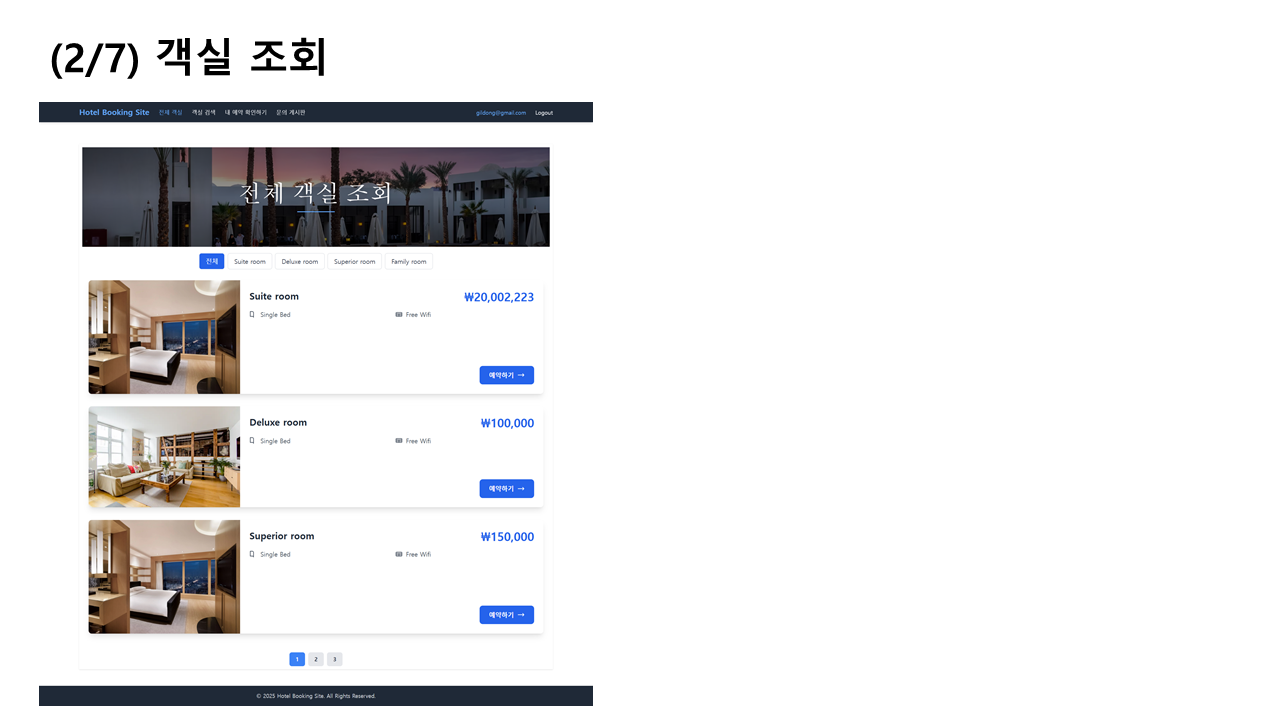 (2/7) 객실 조회
Hotel Booking Site 전체 객실 객실 검색 내 예약 확인하기 문의 게시판 gildong@gmail.com Logout
전체 객실 조회
전체 Suite room Deluxe room Superior room Family room
Suite room ₩20,002,223
Single Bed Free Wifi
예약하기 →
Deluxe room ₩100,000
Single Bed Free Wifi
예약하기 →
Superior room ₩150,000
Single Bed Free Wifi
예약하기 →
1 2 3
© 2025 Hotel Booking Site. All Rights Reserved.